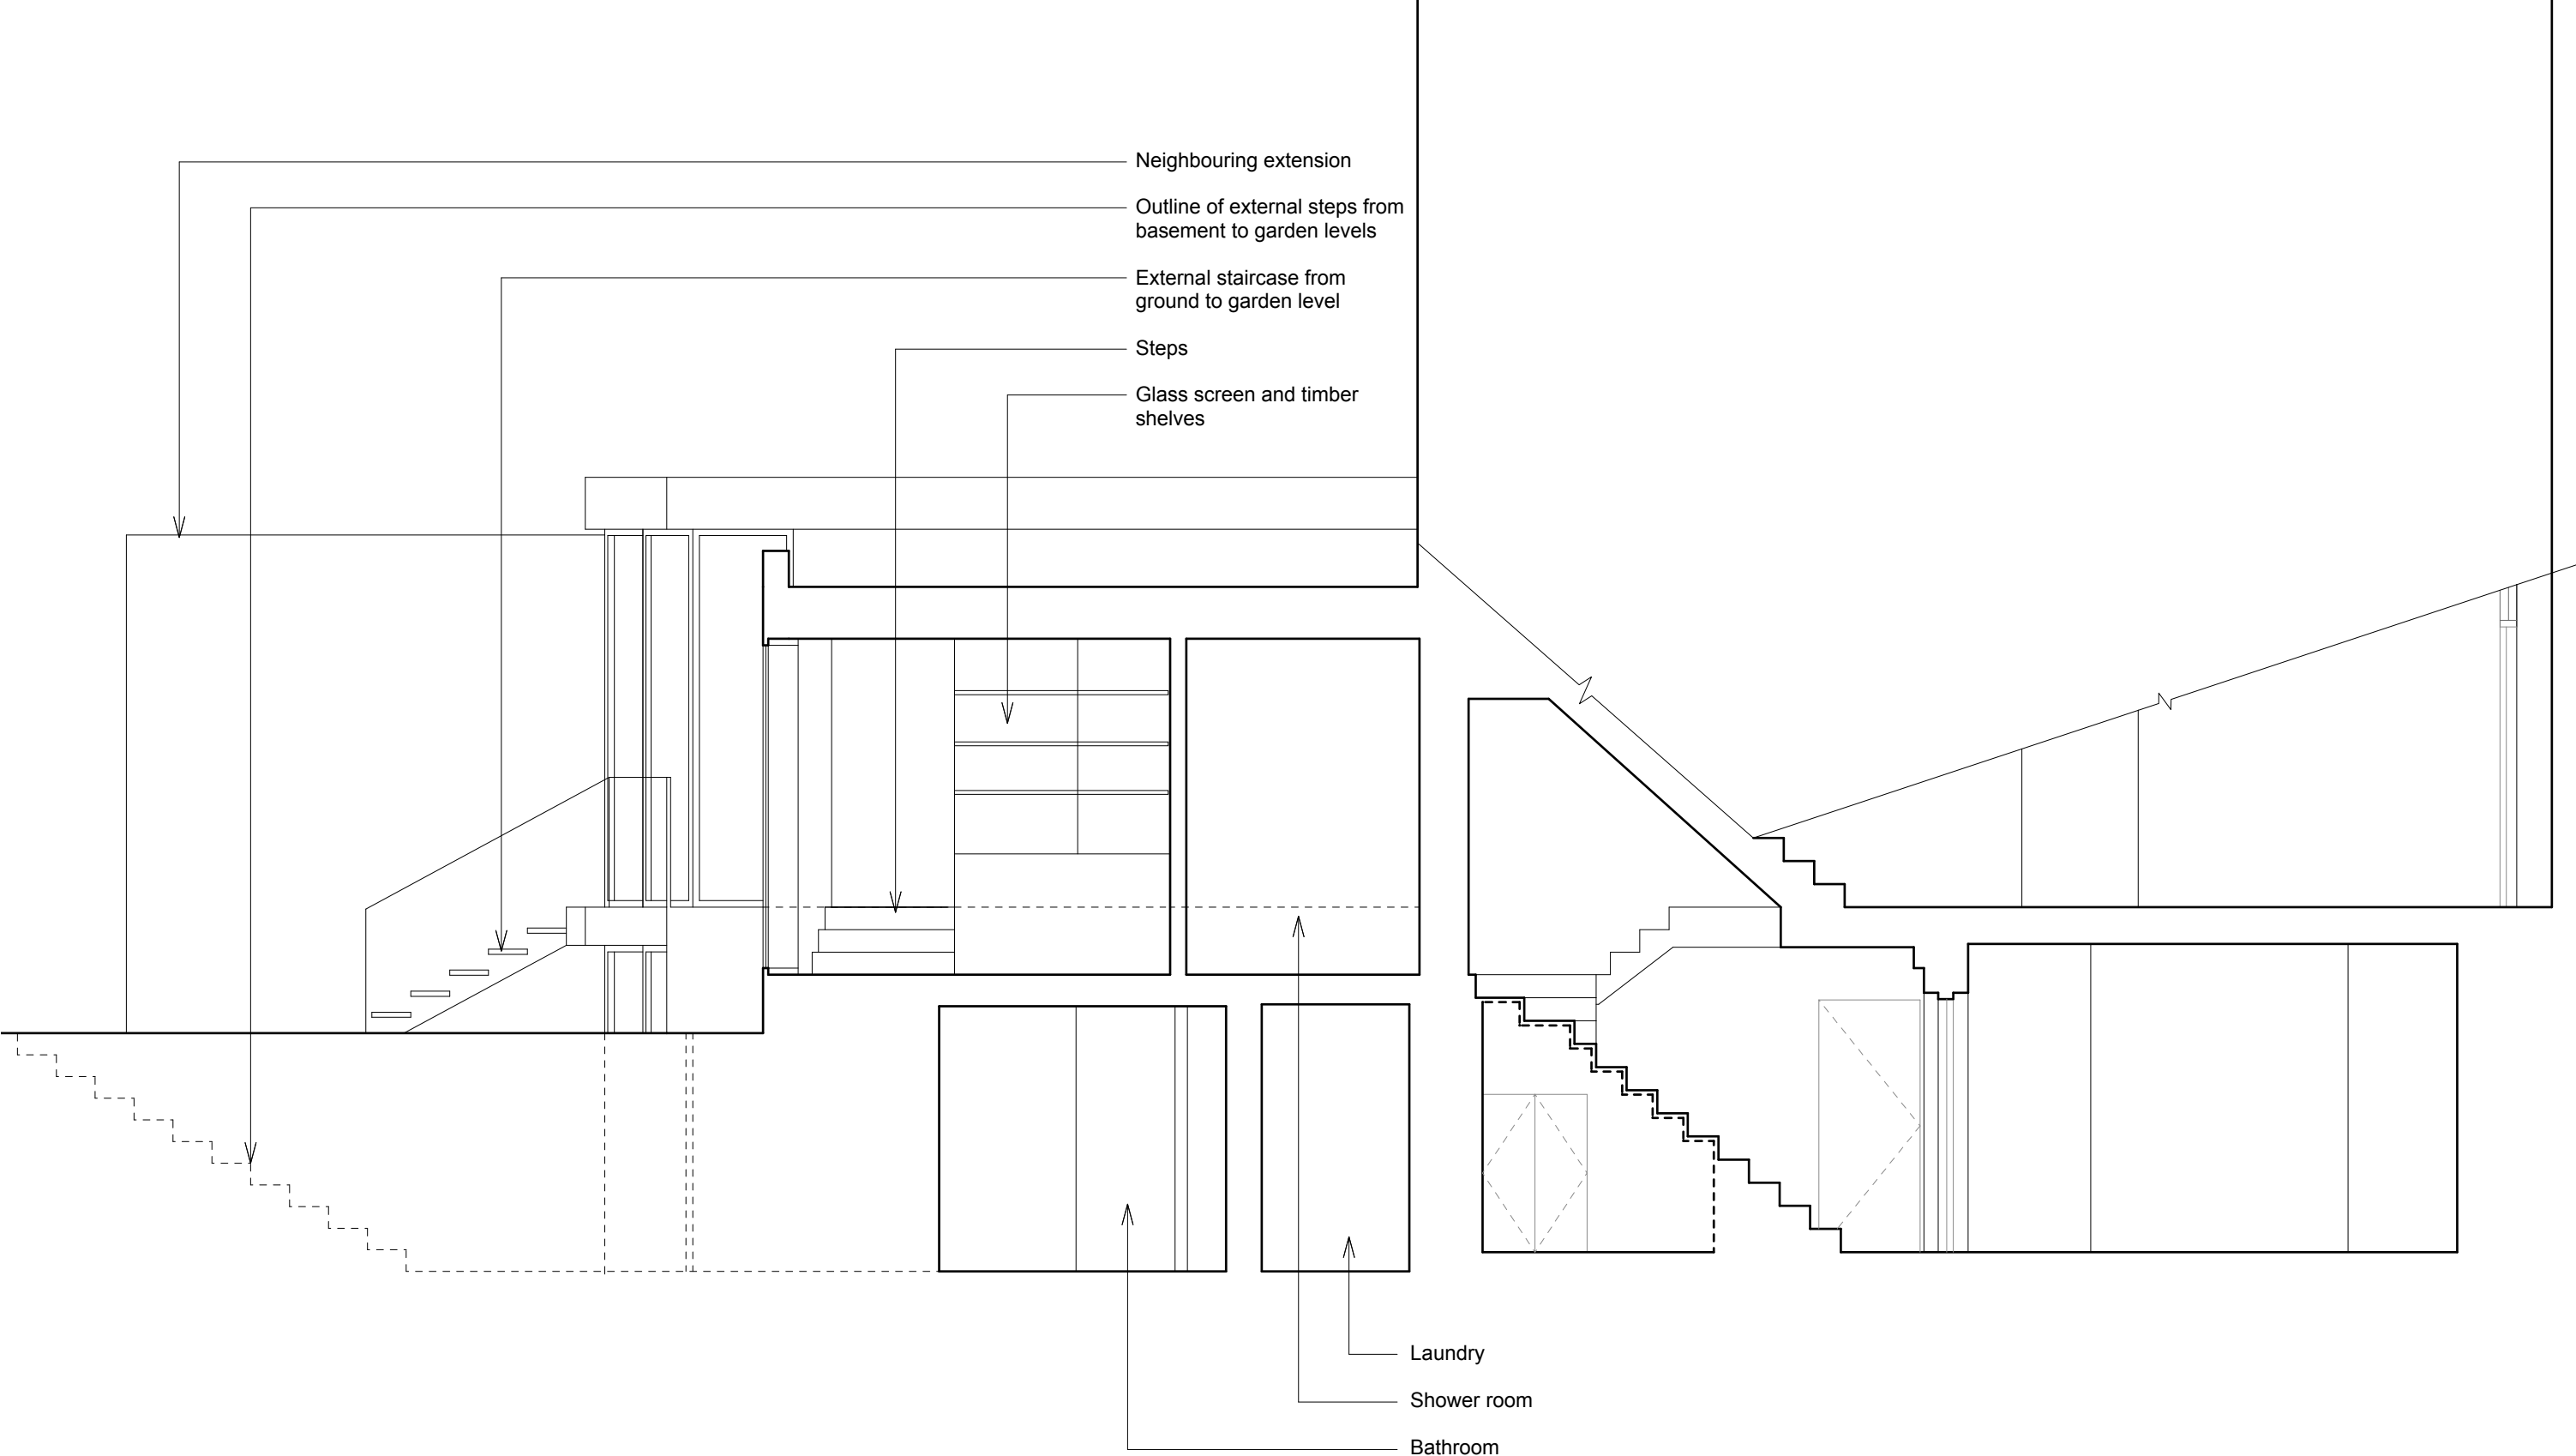 Neighbouring extension
Outline of external steps from
basement to garden levels
External staircase from
ground to garden level
Steps
Glass screen and timber
shelves
Laundry
Shower room
Bathroom